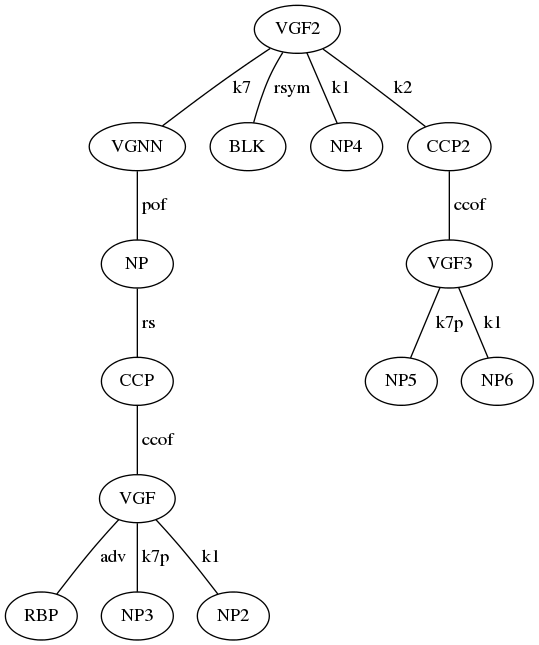 VGF2
k7 rsym k1 k2
VGNN BLK NP4 CCP2
pof ccof
NP VGF3
rs k7p k1
CCP NP5 NP6
ccof
VGF
adv k7p k1
RBP NP3 NP2